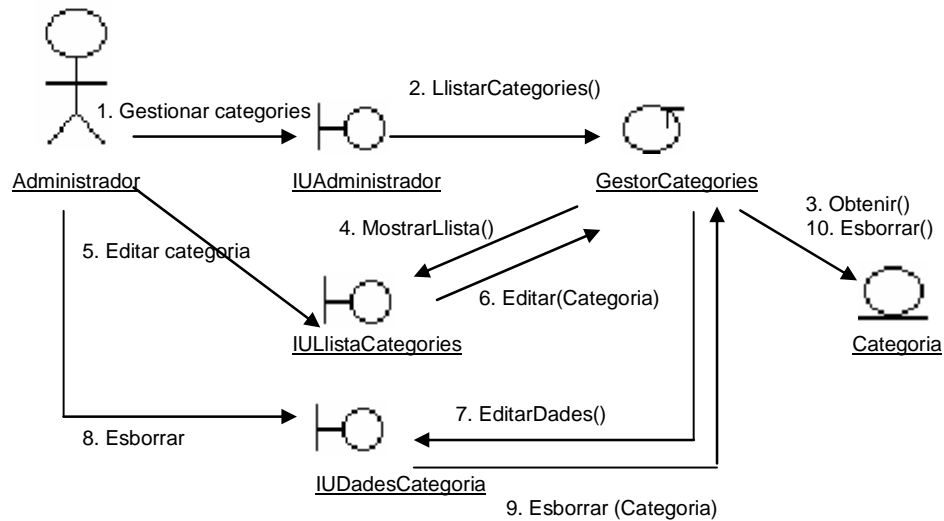 2. LlistarCategories()
1. Gestionar categories
Administrador
IUAdministrador
GestorCategories
3. Obtenir()
10. Esborrar()
4. MostrarLlista()
5. Editar categoria
6. Editar(Categoria)
IULlistaCategories
Categoria
7. EditarDades()
8. Esborrar
IUDadesCategoria
9. Esborrar (Categoria)